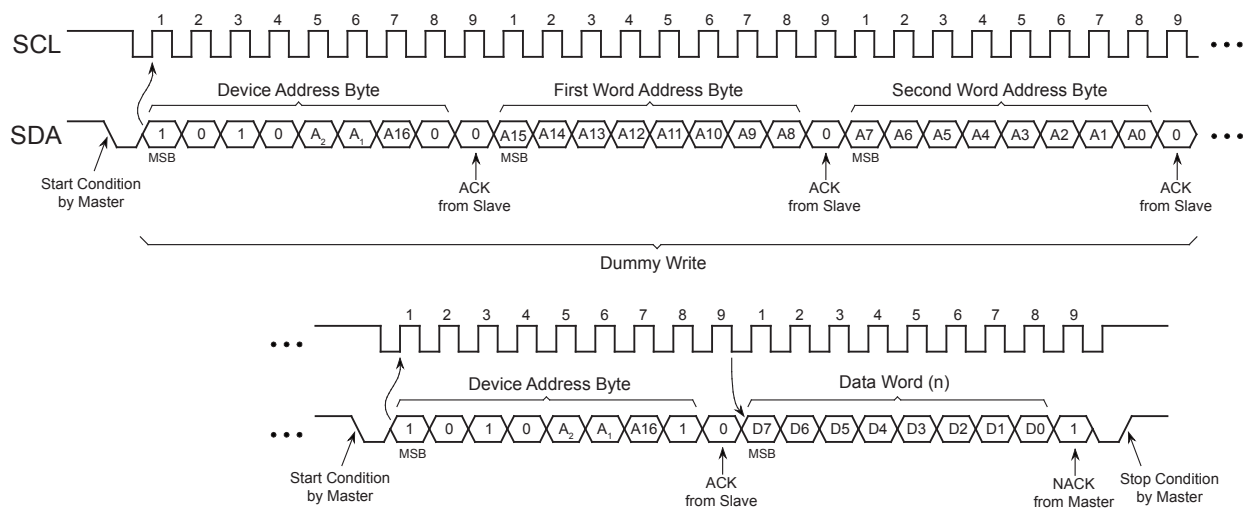 1 2 3 4 5 6 7 8 9 1 2 3 4 5 6 7 8 9 1 2 3 4 5 6 7 8 9
SCL
Device Address Byte First Word Address Byte Second Word Address Byte
SDA 1 0 1 0 A₂ A₁ A16 0 0 A15 A14 A13 A12 A11 A10 A9 A8 0 A7 A6 A5 A4 A3 A2 A1 A0 0
MSB MSB MSB
Start Condition
by Master
ACK
from Slave
ACK
from Slave
ACK
from Slave
Dummy Write
1 2 3 4 5 6 7 8 9 1 2 3 4 5 6 7 8 9
Device Address Byte Data Word (n)
1 0 1 0 A₂ A₁ A16 1 0 D7 D6 D5 D4 D3 D2 D1 D0 1
MSB MSB
Start Condition
by Master
ACK
from Slave
NACK
from Master
Stop Condition
by Master